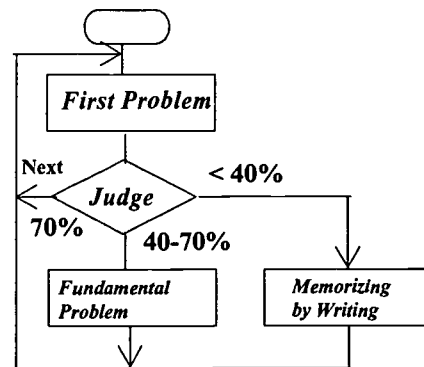 First Problem
Next
< 40%
Judge
70%
40-70%
Fundamental
Problem
Memorizing
by Writing